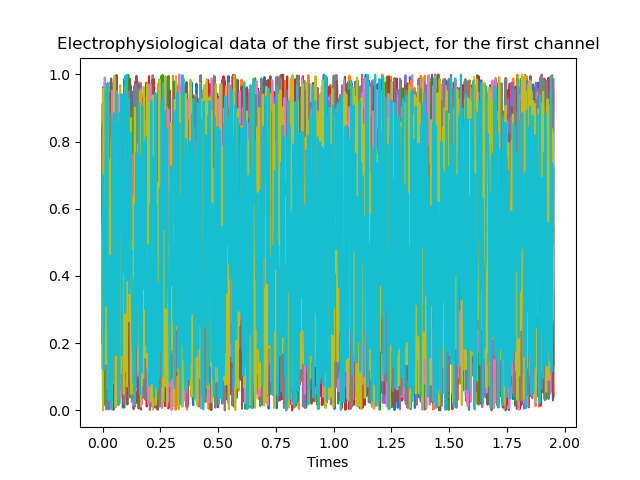 Electrophysiological data of the first subject, for the first channel
1.0
0.8
0.6
0.4
0.2
0.0
0.00 0.25 0.50 0.75 1.00 1.25 1.50 1.75 2.00
Times